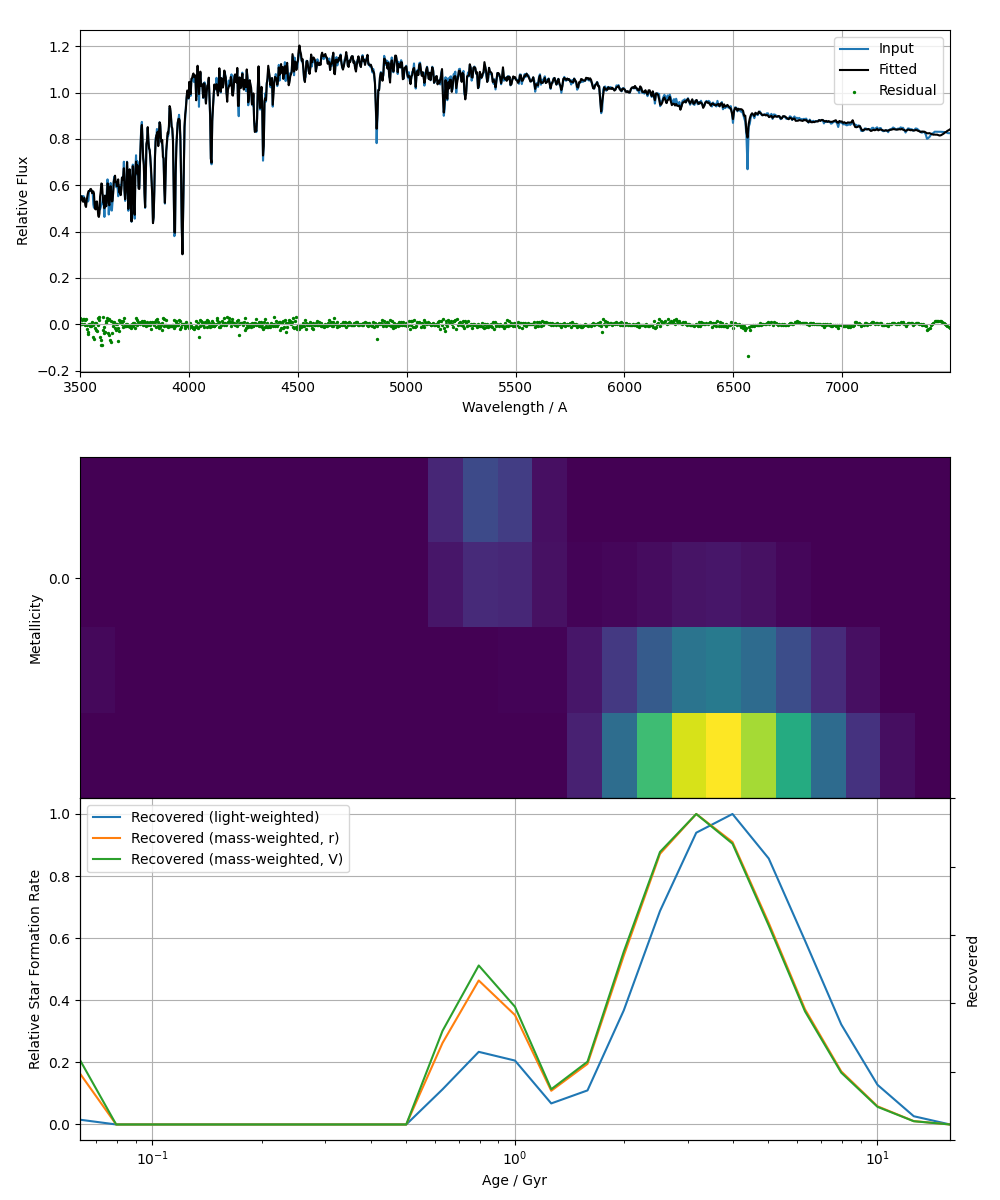 1.2
1.0
0.8
0.6
0.4
0.2
0.0
−0.2
Relative Flux
Input
Fitted
Residual
3500 4000 4500 5000 5500 6000 6500 7000
Wavelength / A
0.0
Metallicity
1.0
0.8
0.6
0.4
0.2
0.0
Relative Star Formation Rate
Recovered (light-weighted)
Recovered (mass-weighted, r)
Recovered (mass-weighted, V)
Recovered
10⁻¹ 10⁰ 10¹
Age / Gyr